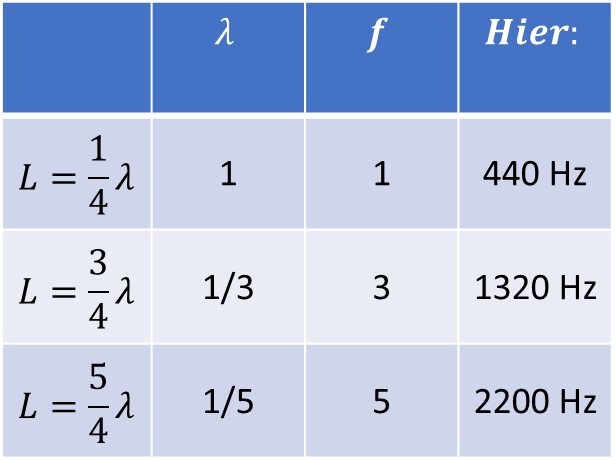 λ f Hier:
L = 1/4 λ 1 1 440 Hz
L = 3/4 λ 1/3 3 1320 Hz
L = 5/4 λ 1/5 5 2200 Hz